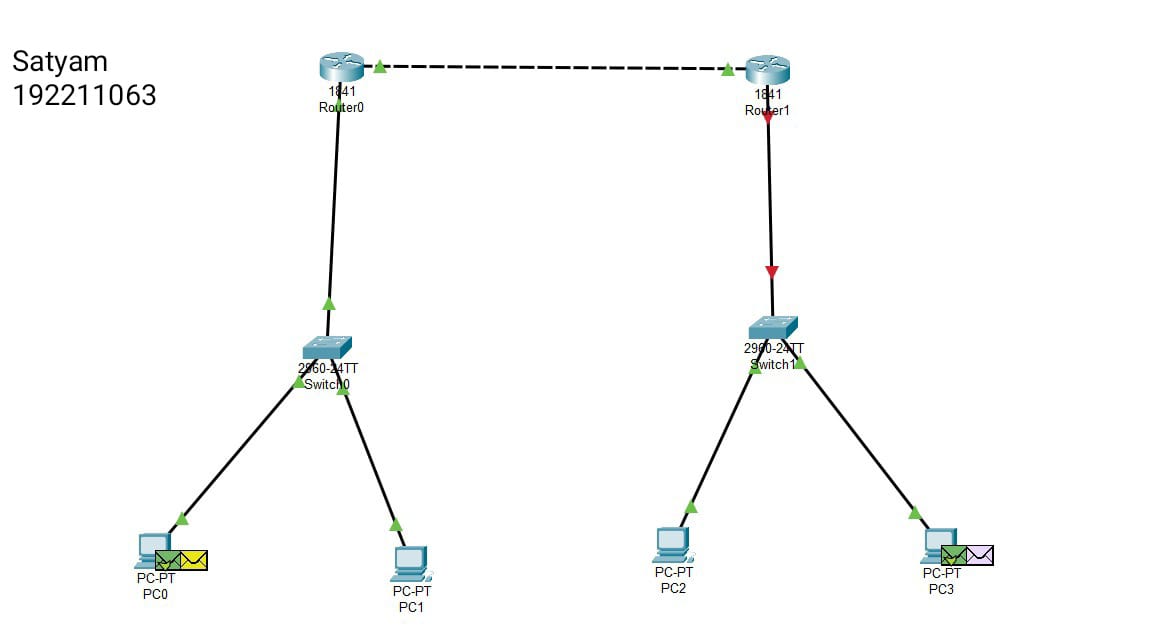 Satyam
192211063
1841
Router0
1841
Router1
2960-24TT
Switch0
2960-24TT
Switch1
PC-PT
PC0
PC-PT
PC1
PC-PT
PC2
PC-PT
PC3